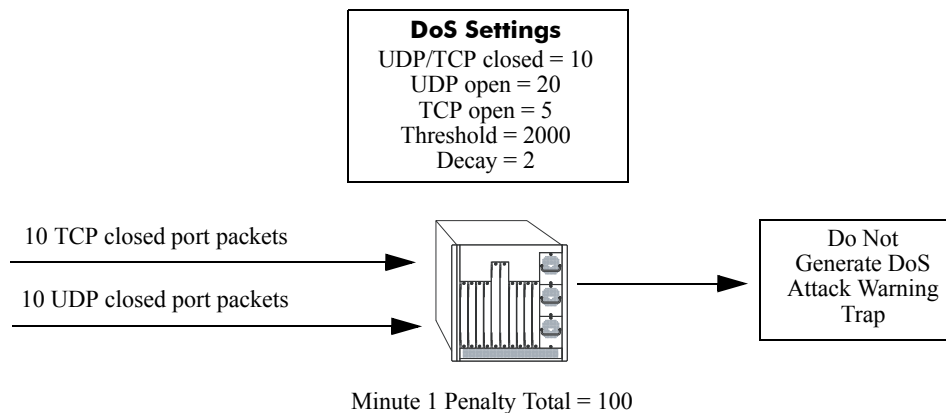 DoS Settings
UDP/TCP closed = 10
UDP open = 20
TCP open = 5
Threshold = 2000
Decay = 2
10 TCP closed port packets
10 UDP closed port packets
Do Not
Generate DoS
Attack Warning
Trap
Minute 1 Penalty Total = 100